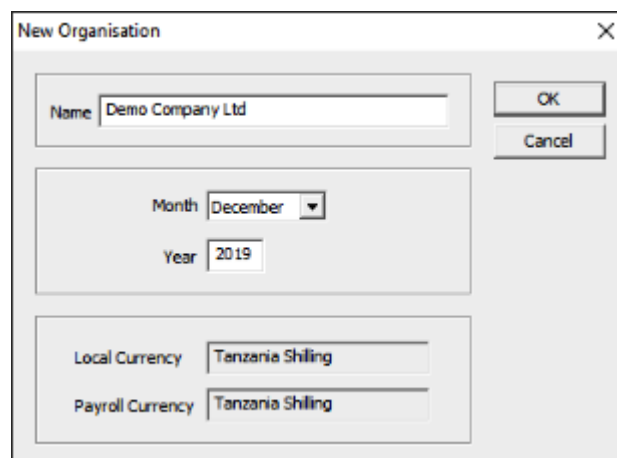 New Organisation
Name Demo Company Ltd
OK
Cancel
Month December
Year 2019
Local Currency Tanzania Shilling
Payroll Currency Tanzania Shilling